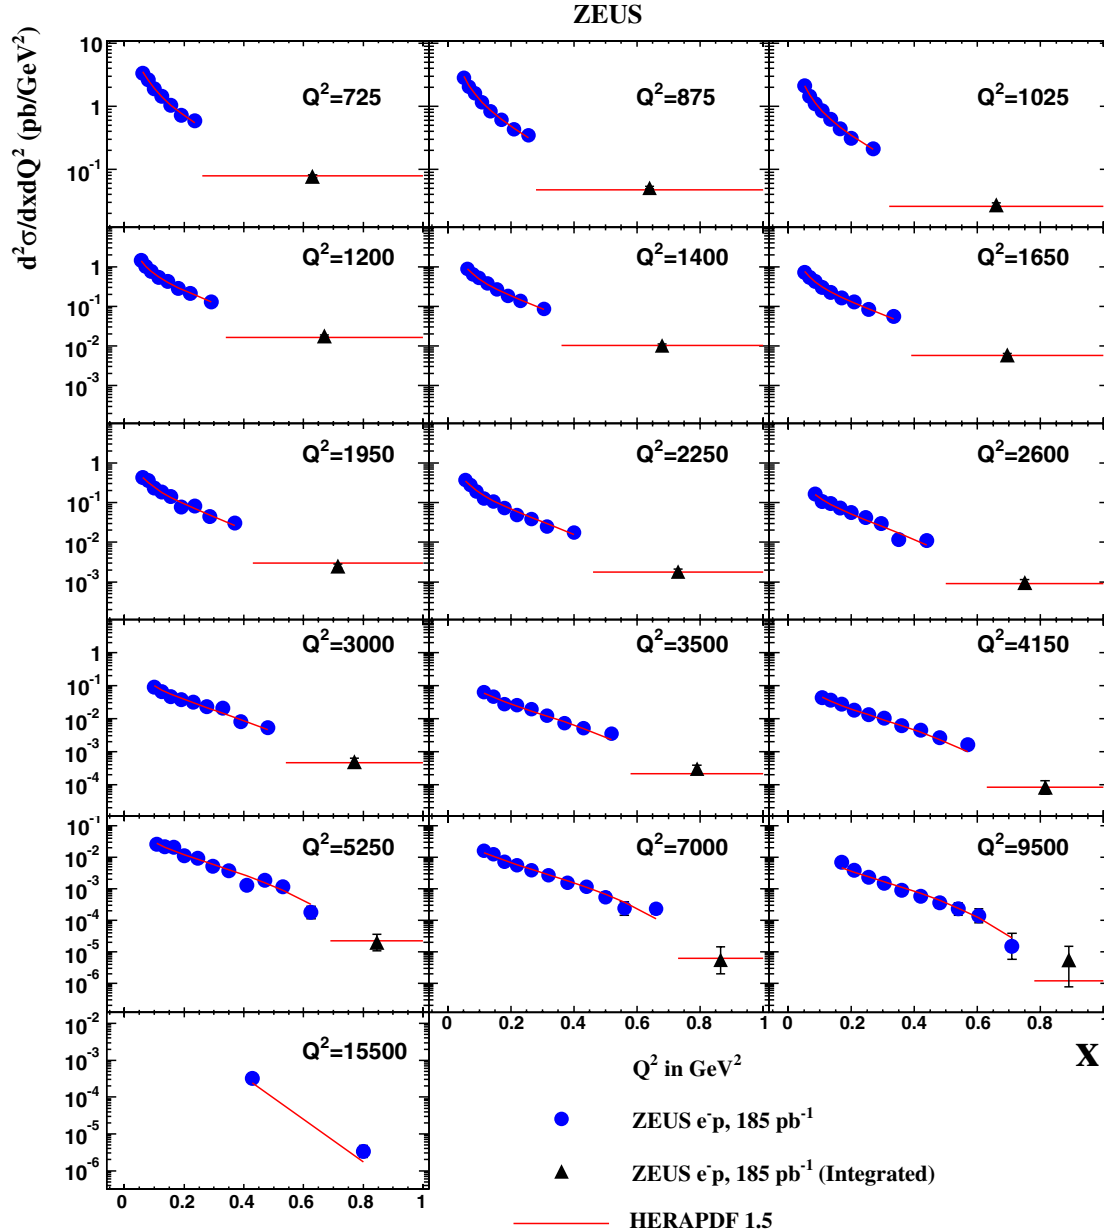 ZEUS
d²σ/dxdQ² (pb/GeV²)
10 1 10⁻¹
Q²=725
Q²=875
Q²=1025
1 10⁻¹ 10⁻² 10⁻³
Q²=1200
Q²=1400
Q²=1650
1 10⁻¹ 10⁻² 10⁻³
Q²=1950
Q²=2250
Q²=2600
1 10⁻¹ 10⁻² 10⁻³ 10⁻⁴
Q²=3000
Q²=3500
Q²=4150
10⁻¹ 10⁻² 10⁻³ 10⁻⁴ 10⁻⁵ 10⁻⁶
Q²=5250
Q²=7000
Q²=9500
0 0.2 0.4 0.6 0.8 1
0 0.2 0.4 0.6 0.8
x
10⁻² 10⁻³ 10⁻⁴ 10⁻⁵ 10⁻⁶
Q²=15500
0 0.2 0.4 0.6 0.8 1
Q² in GeV²
ZEUS e⁻p, 185 pb⁻¹
ZEUS e⁻p, 185 pb⁻¹ (Integrated)
HERAPDF 1.5